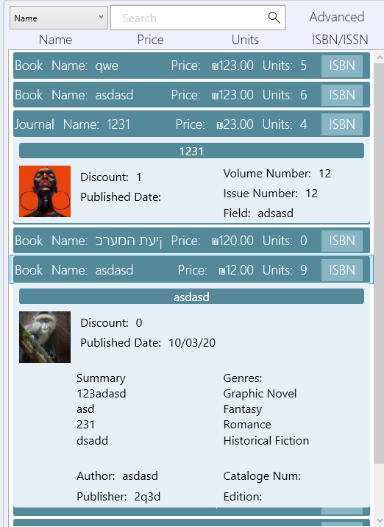 Name Search Advanced
Name Price Units ISBN/ISSN
Book Name: qwe Price: ₪123.00 Units: 5 ISBN
Book Name: asdasd Price: ₪123.00 Units: 6 ISBN
Journal Name: 1231 Price: ₪23.00 Units: 4 ISBN
1231
Discount: 1
Published Date:
Volume Number: 12
Issue Number: 12
Field: adsasd
Book Name: זיעת המערב Price: ₪120.00 Units: 0 ISBN
Book Name: asdasd Price: ₪12.00 Units: 9 ISBN
asdasd
Discount: 0
Published Date: 10/03/20
Summary
123adasd
asd
231
dsadd
Genres:
Graphic Novel
Fantasy
Romance
Historical Fiction
Author: asdasd
Publisher: 2q3d
Cataloge Num:
Edition: